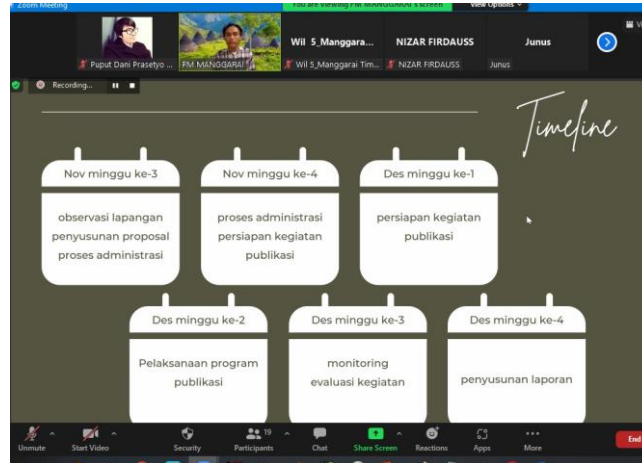 Zoom Meeting
You are viewing FM MANGGARAI's screen
View Options
Puput Dani Prasetyo ...
FM MANGGARAI
Wil 5_Manggara...
Wil 5_Manggarai Tim...
NIZAR FIRDAUSS
NIZAR FIRDAUSS
Junus
Junus
Recording...
Timeline
Nov minggu ke-3
observasi lapangan
penyusunan proposal
proses administrasi
Nov minggu ke-4
proses administrasi
persiapan kegiatan
publikasi
Des minggu ke-1
persiapan kegiatan
publikasi
Des minggu ke-2
Pelaksanaan program
publikasi
Des minggu ke-3
monitoring
evaluasi kegiatan
Des minggu ke-4
penyusunan laporan
Unmute
Start Video
Security
Participants
19
Chat
Share Screen
Reactions
Apps
More
End